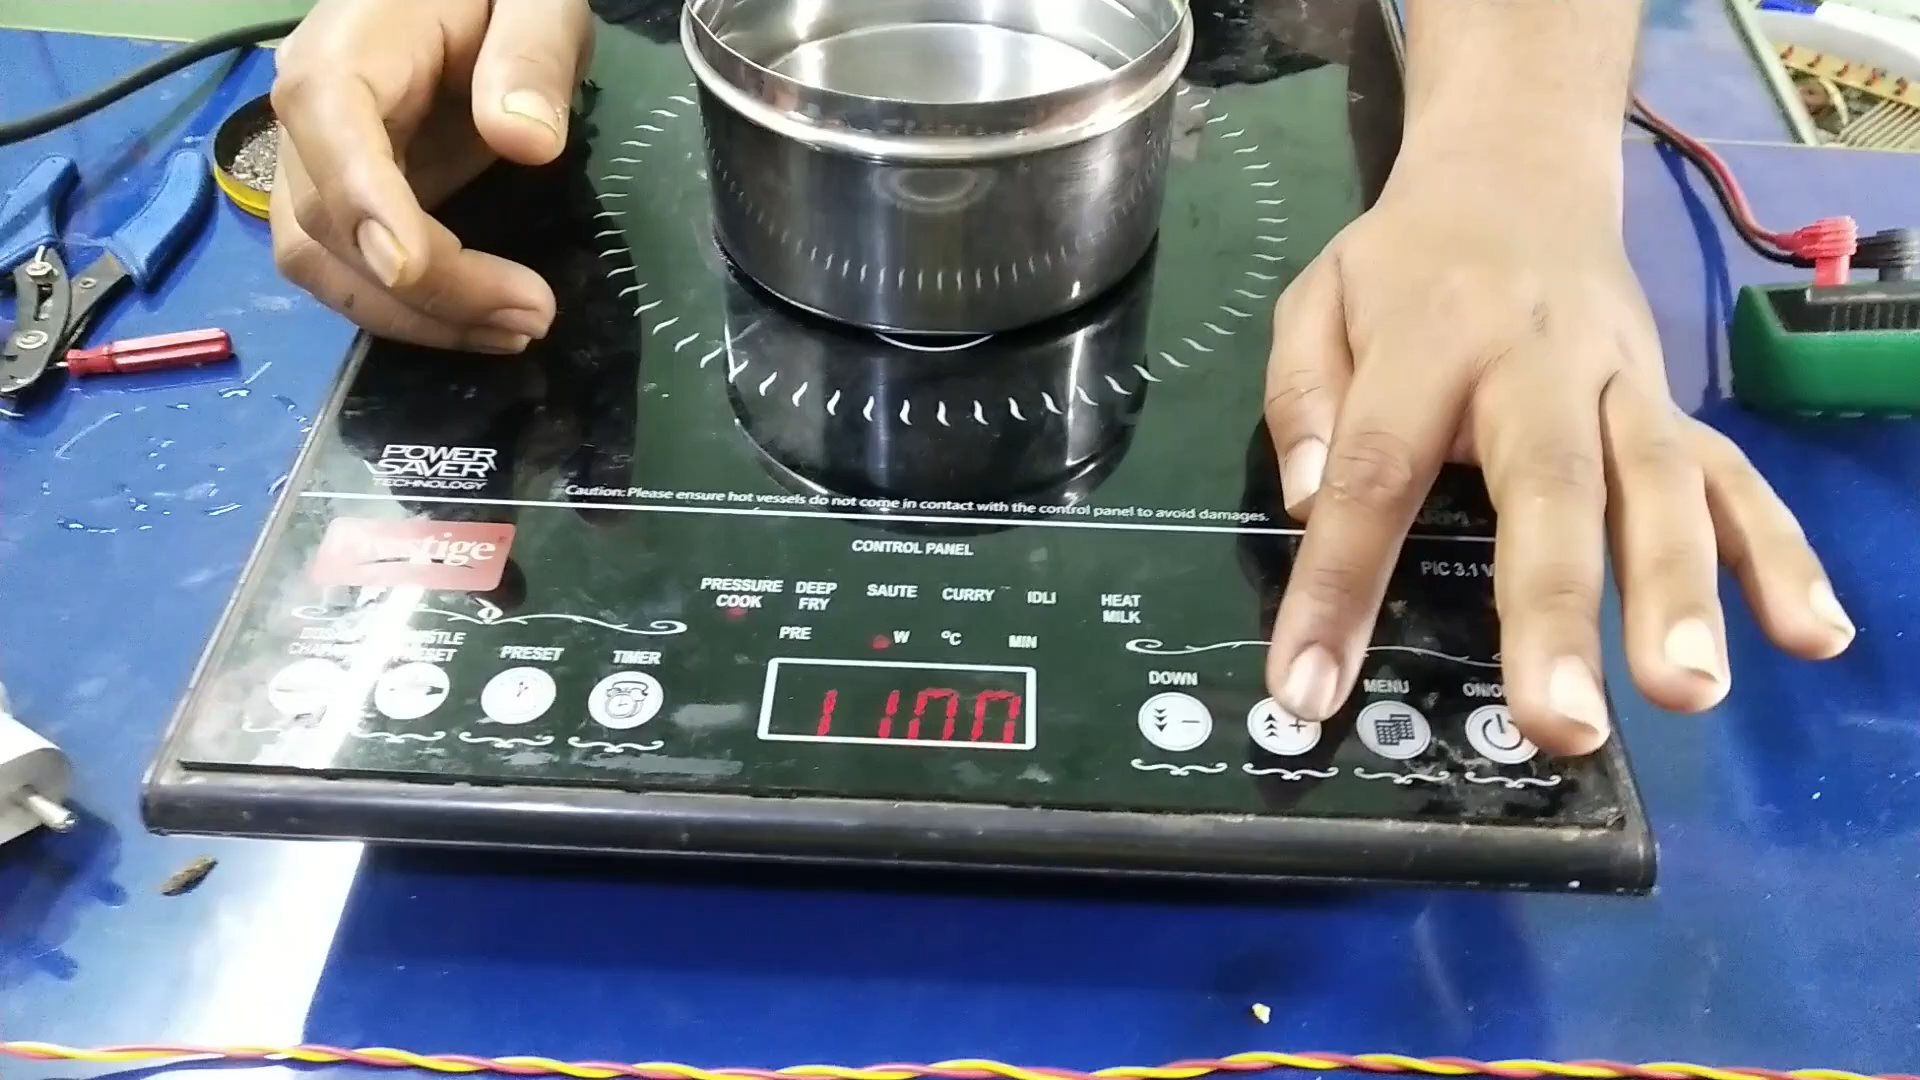 POWER
SAVER
TECHNOLOGY
Caution: Please ensure hot vessels do not come in contact with the control panel to avoid damages.
Prestige
CONTROL PANEL
PIC 3.1 V
PRESSURE COOK
DEEP FRY
SAUTE
CURRY
IDLI
HEAT MILK
PRE
W
°C
MIN
PRESET
TIMER
DOWN
MENU